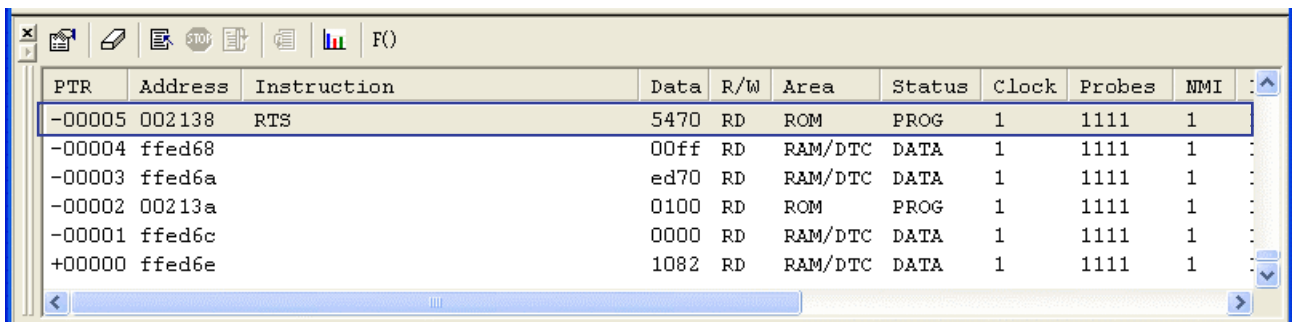 STOP F()
PTR Address Instruction Data R/W Area Status Clock Probes NMI
-00005 002138 RTS 5470 RD ROM PROG 1 1111 1
-00004 ffed68 00ff RD RAM/DTC DATA 1 1111 1
-00003 ffed6a ed70 RD RAM/DTC DATA 1 1111 1
-00002 00213a 0100 RD ROM PROG 1 1111 1
-00001 ffed6c 0000 RD RAM/DTC DATA 1 1111 1
+00000 ffed6e 1082 RD RAM/DTC DATA 1 1111 1